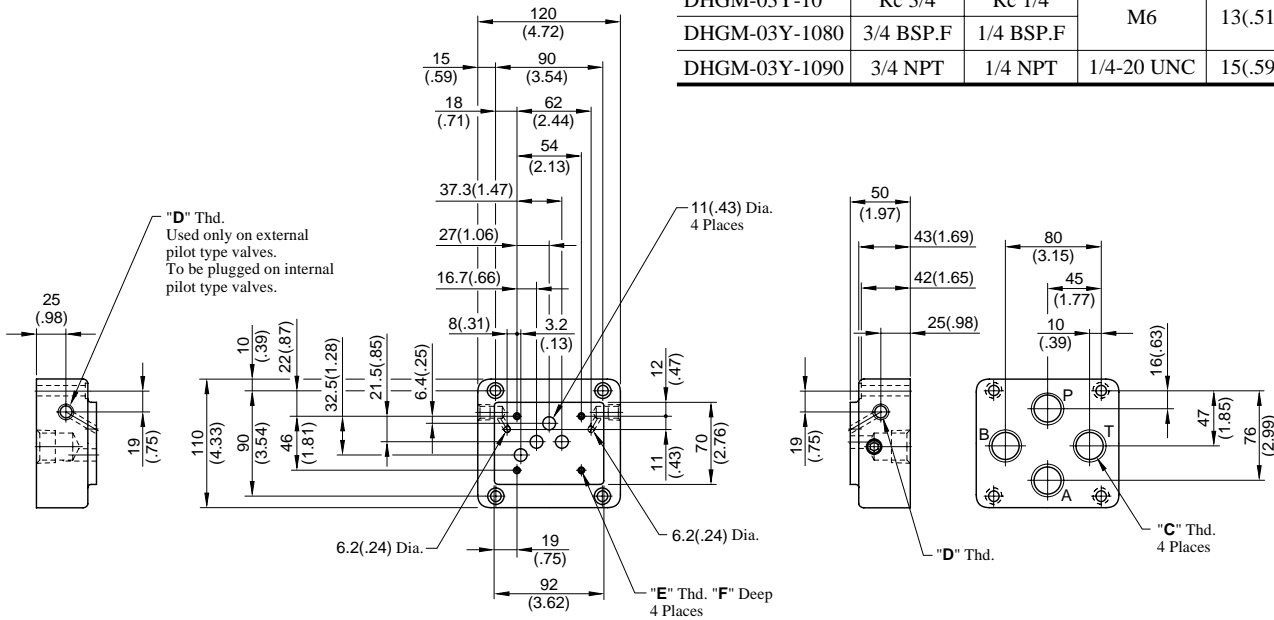 DHGM-03Y-10 Rc 3/4 Rc 1/4
M6 13(.51
DHGM-03Y-1080 3/4 BSP.F 1/4 BSP.F
DHGM-03Y-1090 3/4 NPT 1/4 NPT 1/4-20 UNC 15(.59
120
(4.72)
15
(.59)
90
(3.54)
18
(.71)
62
(2.44)
54
(2.13)
37.3(1.47)
27(1.06)
16.7(.66)
8(.31)
3.2
(.13)
11(.43) Dia.
4 Places
"D" Thd.
Used only on external
pilot type valves.
To be plugged on internal
pilot type valves.
25
(.98)
19
(.75)
110
(4.33)
10
(.39)
90
(3.54)
22(.87)
46
(1.81)
32.5(1.28)
21.5(.85)
6.4(.25)
12
(.47)
11
(.43)
70
(2.76)
6.2(.24) Dia.
6.2(.24) Dia.
19
(.75)
92
(3.62)
"E" Thd. "F" Deep
4 Places
50
(1.97)
43(1.69)
42(1.65)
25(.98)
19
(.75)
"D" Thd.
80
(3.15)
45
(1.77)
10
(.39)
16(.63)
47
(1.85)
76
(2.99)
P
B
T
A
"C" Thd.
4 Places